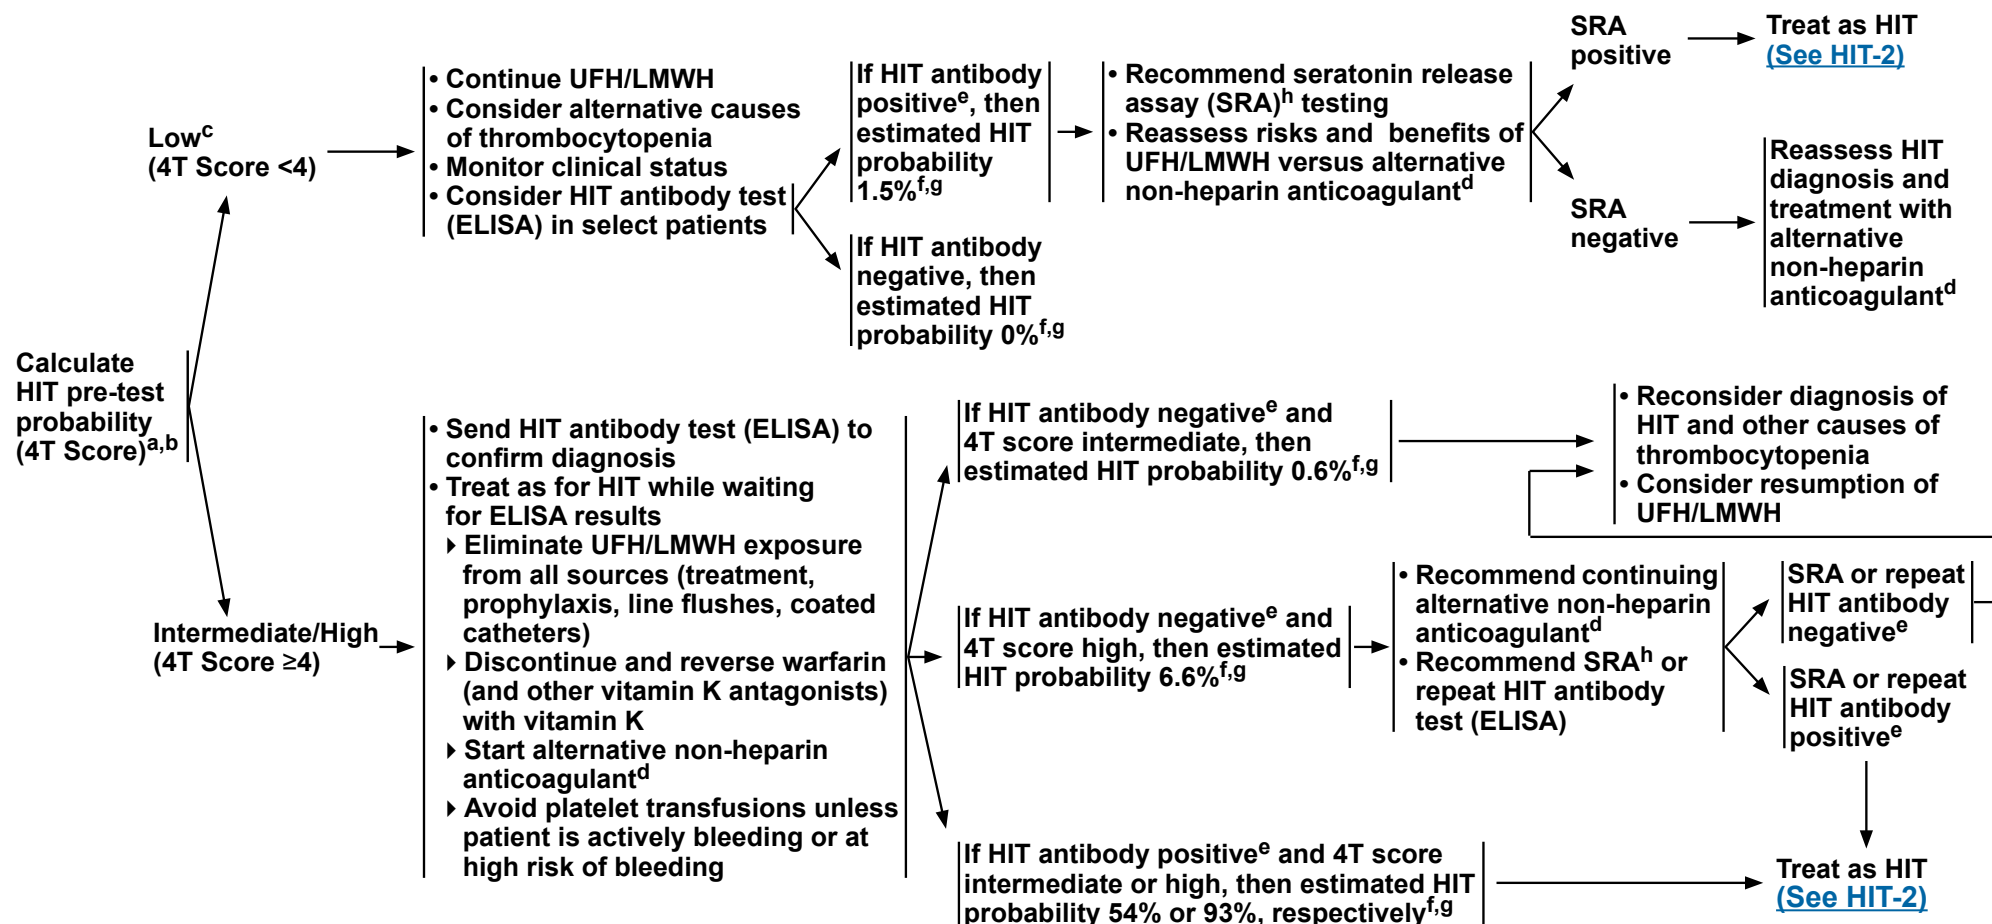 Calculate
HIT pre-test
probability
(4T Score)a,b
Lowc
(4T Score <4)
• Continue UFH/LMWH
• Consider alternative causes
of thrombocytopenia
• Monitor clinical status
• Consider HIT antibody test
(ELISA) in select patients
If HIT antibody
positivee, then
estimated HIT
probability
1.5%f,g
If HIT antibody
negative, then
estimated HIT
probability 0%f,g
• Recommend seratonin release
assay (SRA)h testing
• Reassess risks and benefits of
UFH/LMWH versus alternative
non-heparin anticoagulantd
SRA
positive
Treat as HIT
(See HIT-2)
SRA
negative
Reassess HIT
diagnosis and
treatment with
alternative
non-heparin
anticoagulantd
Intermediate/High
(4T Score ≥4)
• Send HIT antibody test (ELISA) to
confirm diagnosis
• Treat as for HIT while waiting
for ELISA results
▸ Eliminate UFH/LMWH exposure
from all sources (treatment,
prophylaxis, line flushes, coated
catheters)
▸ Discontinue and reverse warfarin
(and other vitamin K antagonists)
with vitamin K
▸ Start alternative non-heparin
anticoagulantd
▸ Avoid platelet transfusions unless
patient is actively bleeding or at
high risk of bleeding
If HIT antibody negativee and
4T score intermediate, then
estimated HIT probability 0.6%f,g
• Reconsider diagnosis of
HIT and other causes of
thrombocytopenia
• Consider resumption of
UFH/LMWH
If HIT antibody negativee and
4T score high, then estimated
HIT probability 6.6%f,g
• Recommend continuing
alternative non-heparin
anticoagulantd
• Recommend SRAh or
repeat HIT antibody
test (ELISA)
SRA or repeat
HIT antibody
negativee
SRA or repeat
HIT antibody
positivee
If HIT antibody positivee and 4T score
intermediate or high, then estimated HIT
probability 54% or 93%, respectivelyf,g
Treat as HIT
(See HIT-2)